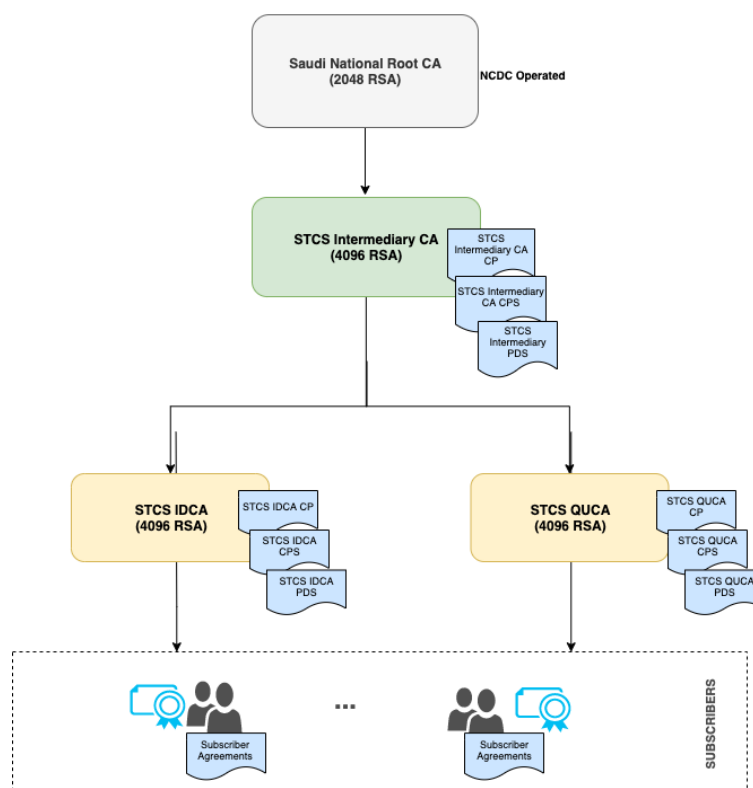 Saudi National Root CA
(2048 RSA)
NCDC Operated
STCS Intermediary CA
(4096 RSA)
STCS
Intermediary CA
CP
STCS Intermediary
CA CPS
STCS
Intermediary
PDS
STCS IDCA
(4096 RSA)
STCS IDCA CP
STCS IDCA
CPS
STCS IDCA
PDS
STCS QUCA
(4096 RSA)
STCS QUCA
CP
STCS QUCA
CPS
STCS QUCA
PDS
...
Subscriber
Agreements
Subscriber
Agreements
SUBSCRIBERS